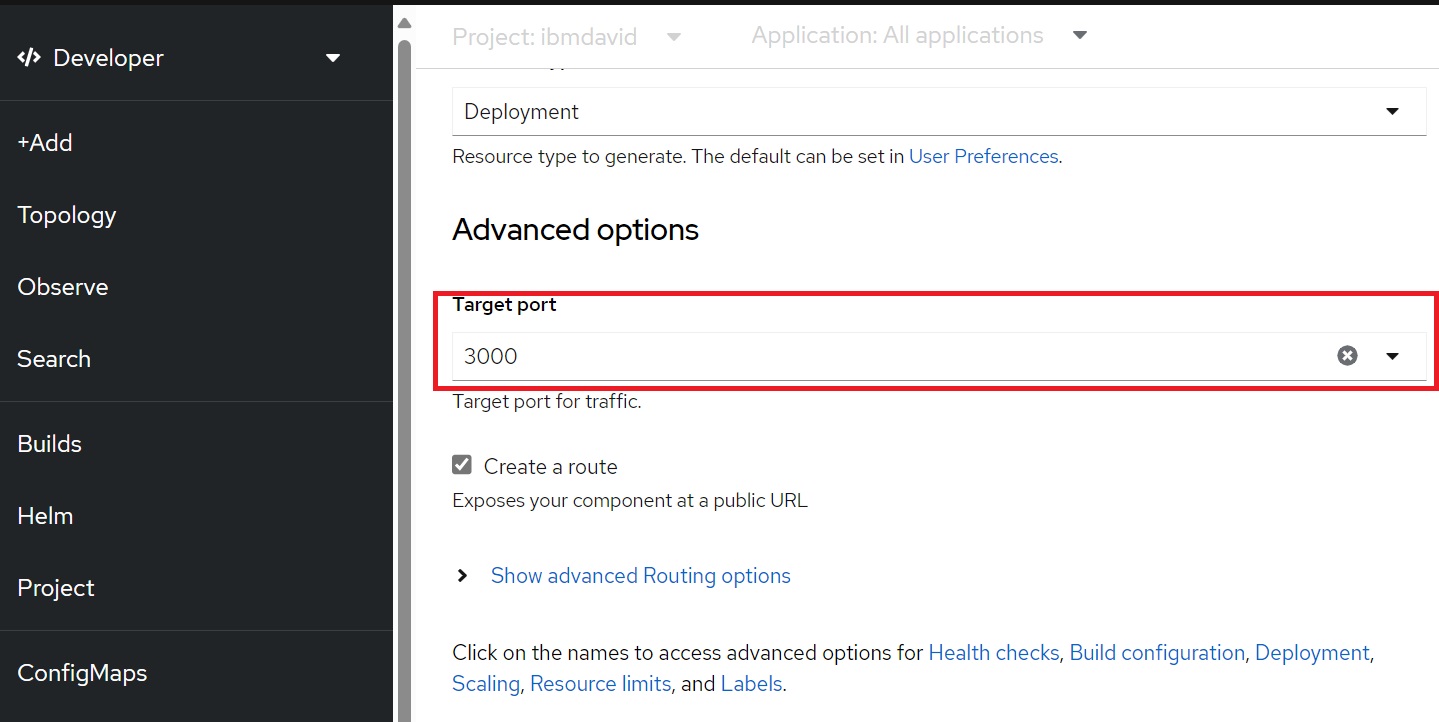 Developer
+Add
Topology
Observe
Search
Builds
Helm
Project
ConfigMaps
Project: ibmdavid
Application: All applications
Deployment
Resource type to generate. The default can be set in User Preferences.
Advanced options
Target port
3000
Target port for traffic.
Create a route
Exposes your component at a public URL
Show advanced Routing options
Click on the names to access advanced options for Health checks, Build configuration, Deployment,
Scaling, Resource limits, and Labels.